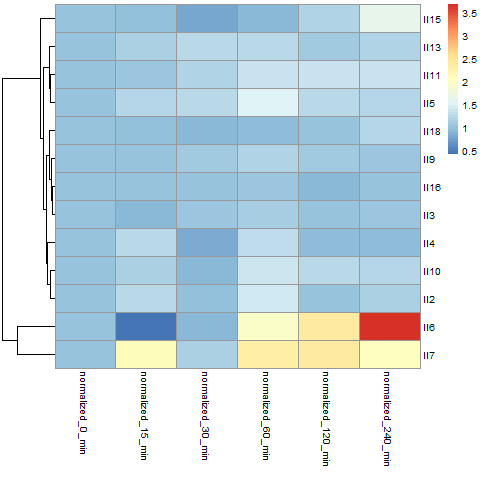 Il15
Il13
Il11
Il5
Il18
Il9
Il16
Il3
Il4
Il10
Il2
Il6
Il7
3.5
3
2.5
2
1.5
1
0.5
normalized_0_min
normalized_15_min
normalized_30_min
normalized_60_min
normalized_120_min
normalized_240_min